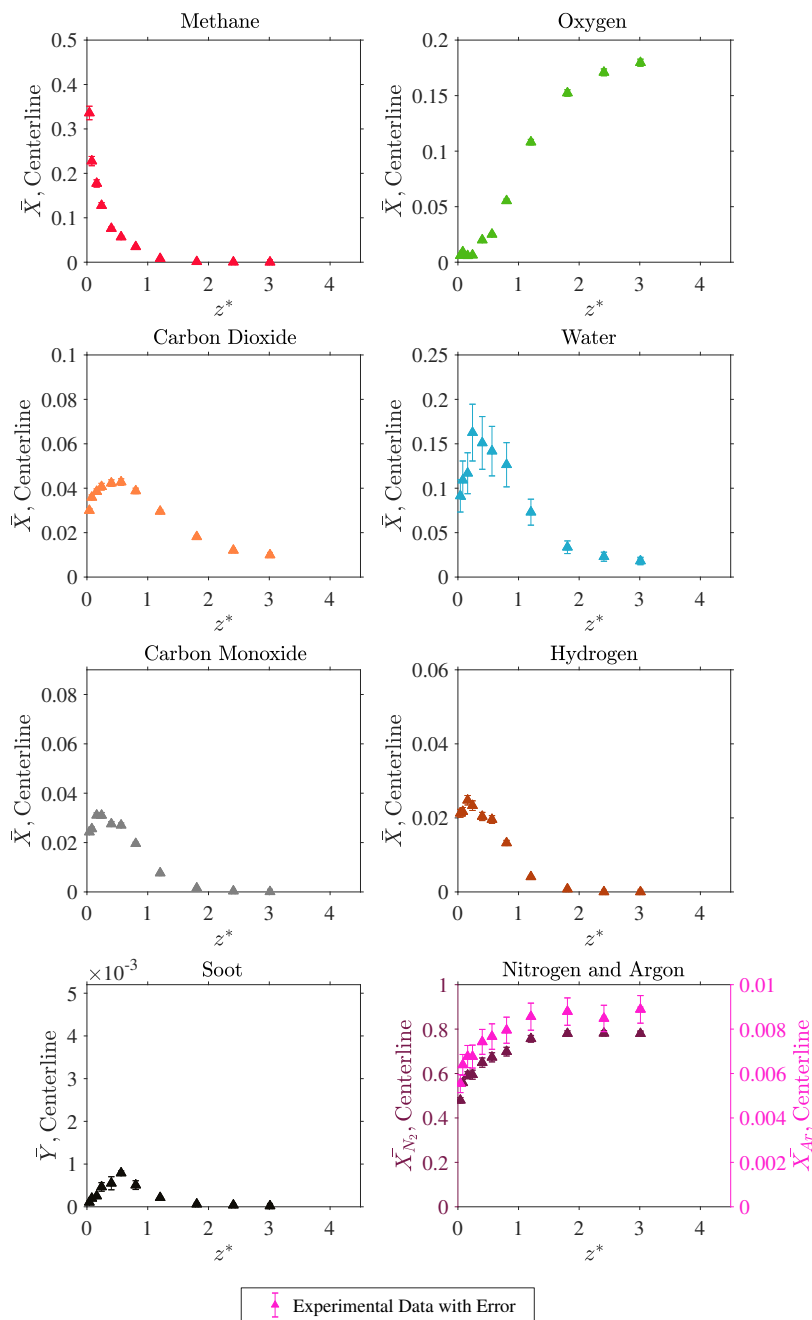 Methane
0.5
0.4
0.3
0.2
0.1
0
X̄, Centerline
0 1 2 3 4
z*
Oxygen
0.2
0.15
0.1
0.05
0
X̄, Centerline
0 1 2 3 4
z*
Carbon Dioxide
0.1
0.08
0.06
0.04
0.02
0
X̄, Centerline
0 1 2 3 4
z*
Water
0.25
0.2
0.15
0.1
0.05
0
X̄, Centerline
0 1 2 3 4
z*
Carbon Monoxide
0.08
0.06
0.04
0.02
0
X̄, Centerline
0 1 2 3 4
z*
Hydrogen
0.06
0.04
0.02
0
X̄, Centerline
0 1 2 3 4
z*
Soot
×10⁻³
5
4
3
2
1
0
Ȳ, Centerline
0 1 2 3 4
z*
Nitrogen and Argon
1
0.8
0.6
0.4
0.2
0
X̄_{N₂}, Centerline
0.01
0.008
0.006
0.004
0.002
0
X̄_{Ar}, Centerline
0 1 2 3 4
z*
Experimental Data with Error